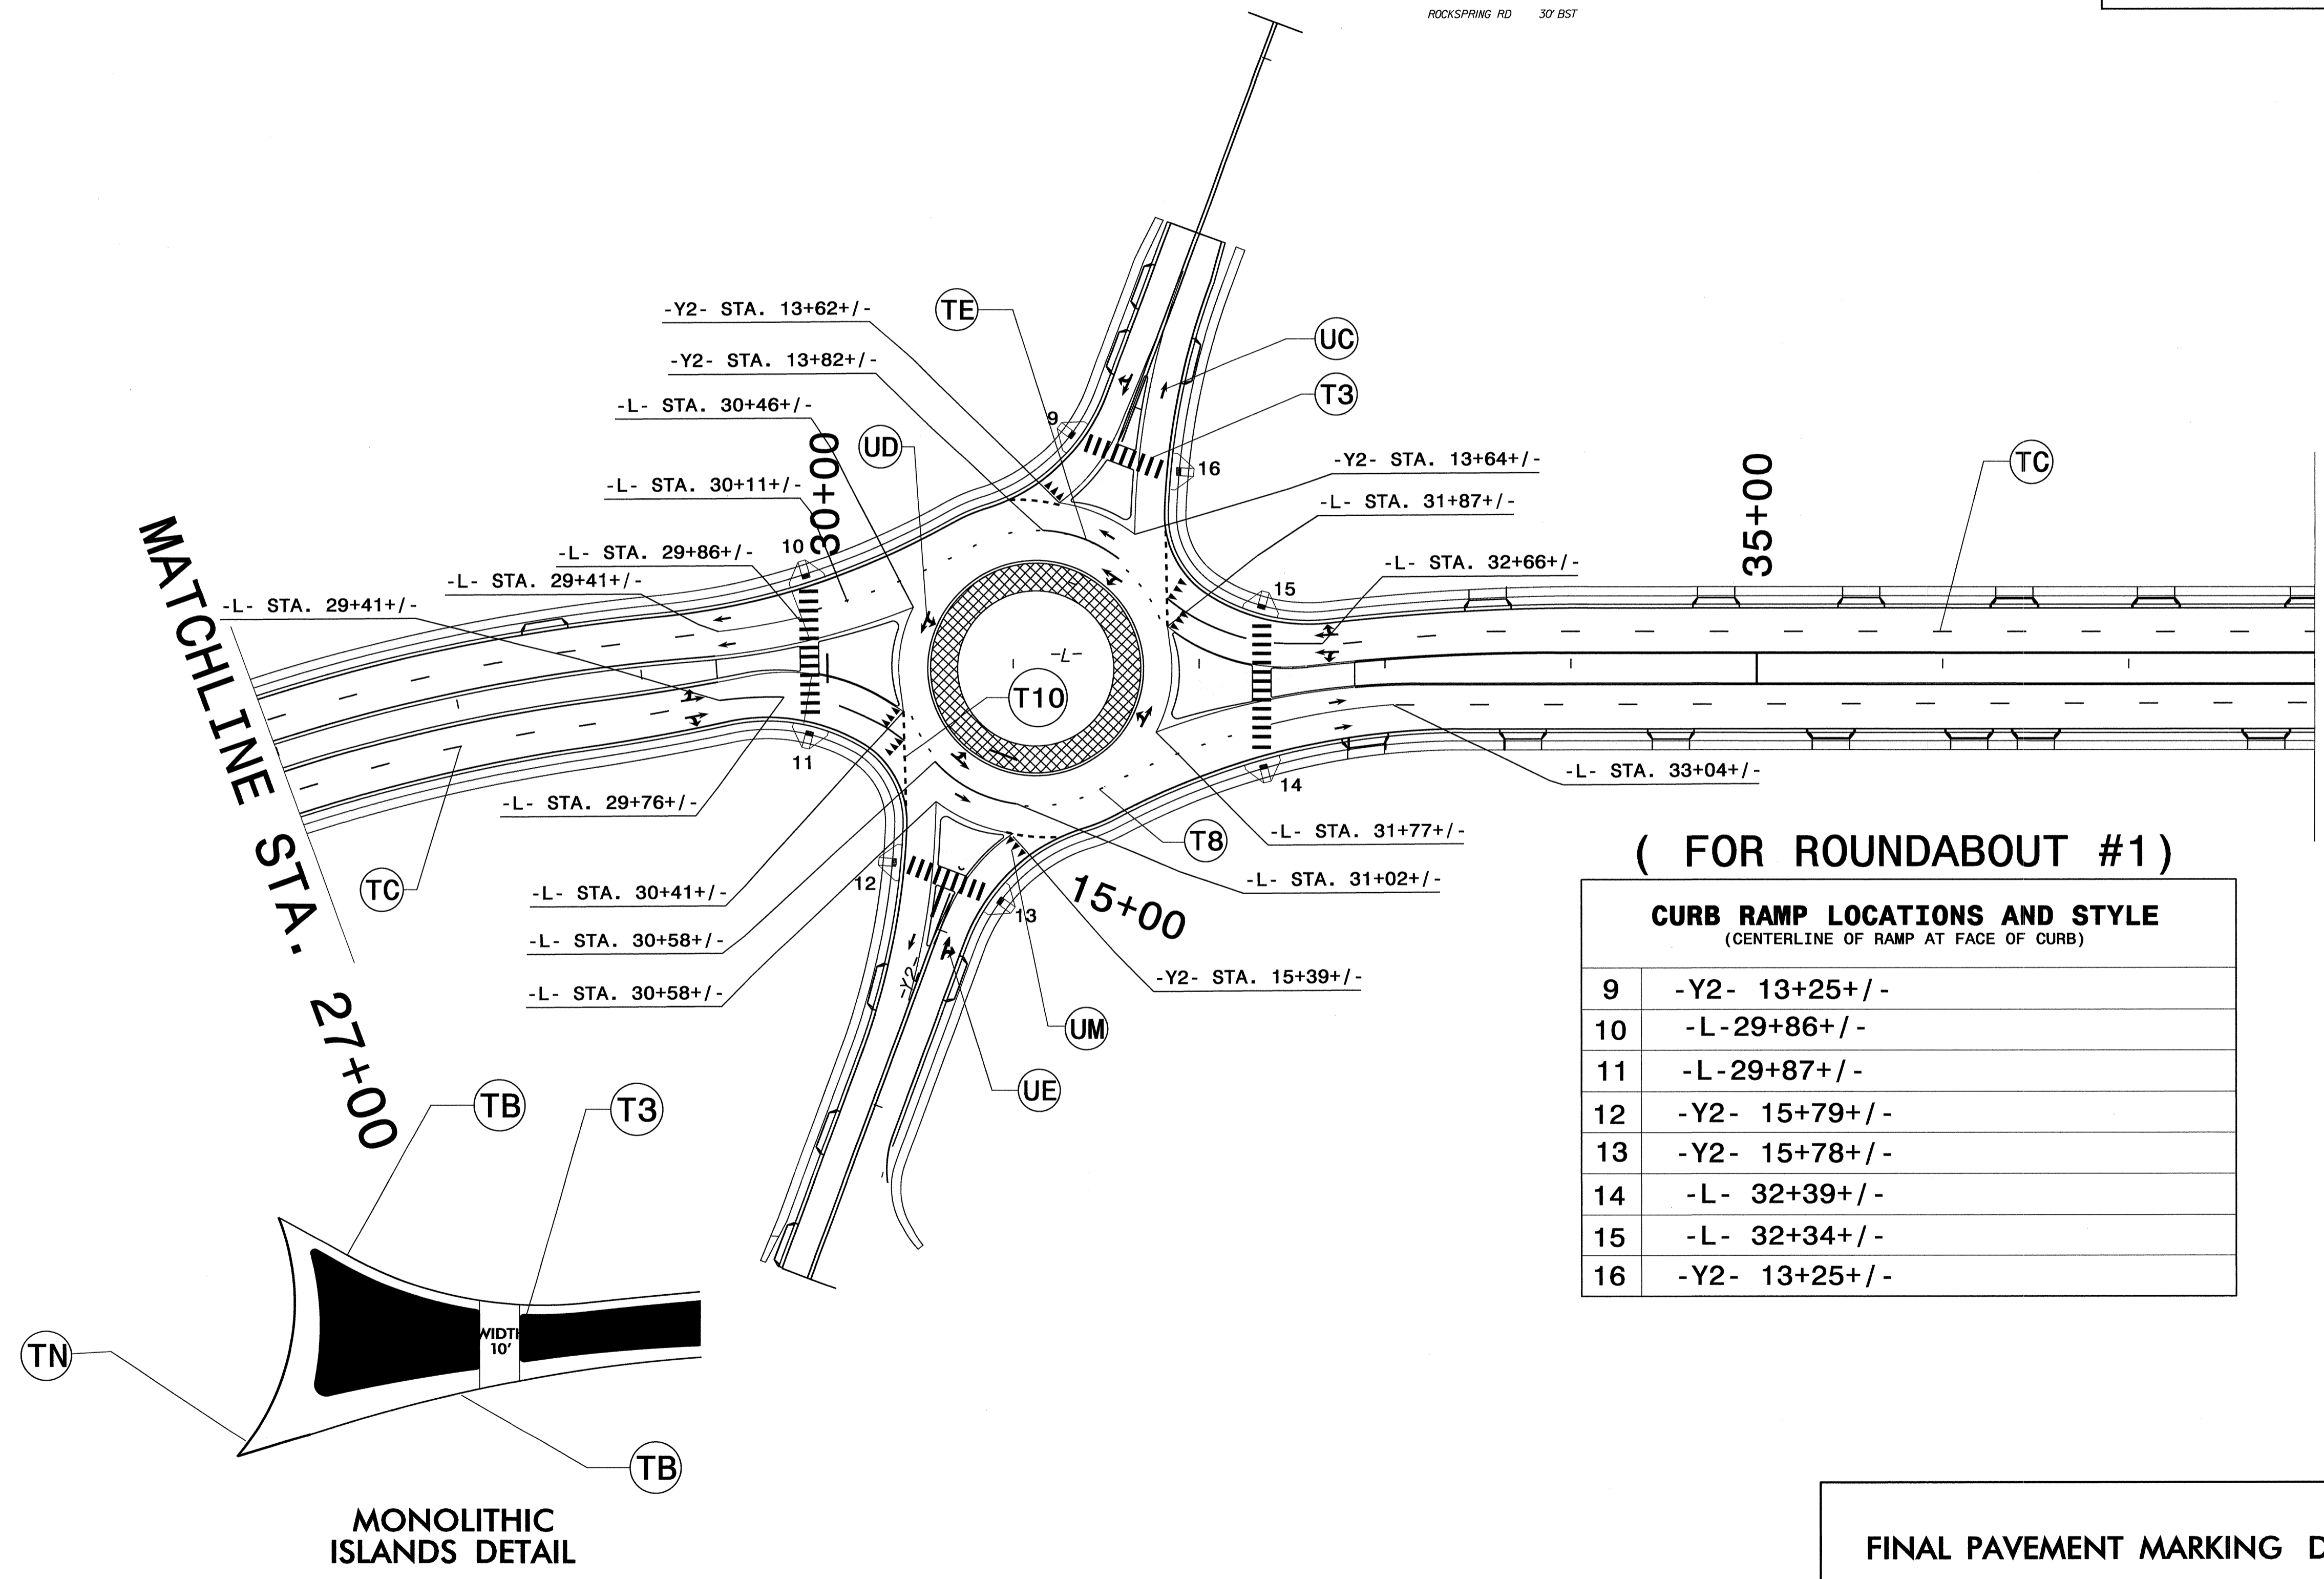 ROCKSPRING RD 30' BST
-Y2- STA. 13+62+/-
TE
-Y2- STA. 13+82+/-
UC
-L- STA. 30+46+/-
T3
9
UD
30+00
-Y2- STA. 13+64+/-
16
35+00
TC
-L- STA. 30+11+/-
-L- STA. 31+87+/-
-L- STA. 29+86+/-
10
-L- STA. 32+66+/-
-L- STA. 29+41+/-
15
-L- STA. 29+41+/-
MATCHLINE STA. 27+00
-L-
T10
11
-L- STA. 33+04+/-
14
-L- STA. 29+76+/-
-L- STA. 31+77+/-
T8
TC
12
-L- STA. 30+41+/-
-L- STA. 31+02+/-
13
15+00
-L- STA. 30+58+/-
-Y2-
-Y2- STA. 15+39+/-
-L- STA. 30+58+/-
UM
UE
( FOR ROUNDABOUT #1)
CURB RAMP LOCATIONS AND STYLE
(CENTERLINE OF RAMP AT FACE OF CURB)
9 -Y2- 13+25+/-
10 -L-29+86+/-
11 -L-29+87+/-
12 -Y2- 15+79+/-
13 -Y2- 15+78+/-
14 -L- 32+39+/-
15 -L- 32+34+/-
16 -Y2- 13+25+/-
TB
T3
WIDTH
10'
TN
TB
MONOLITHIC
ISLANDS DETAIL
FINAL PAVEMENT MARKING D